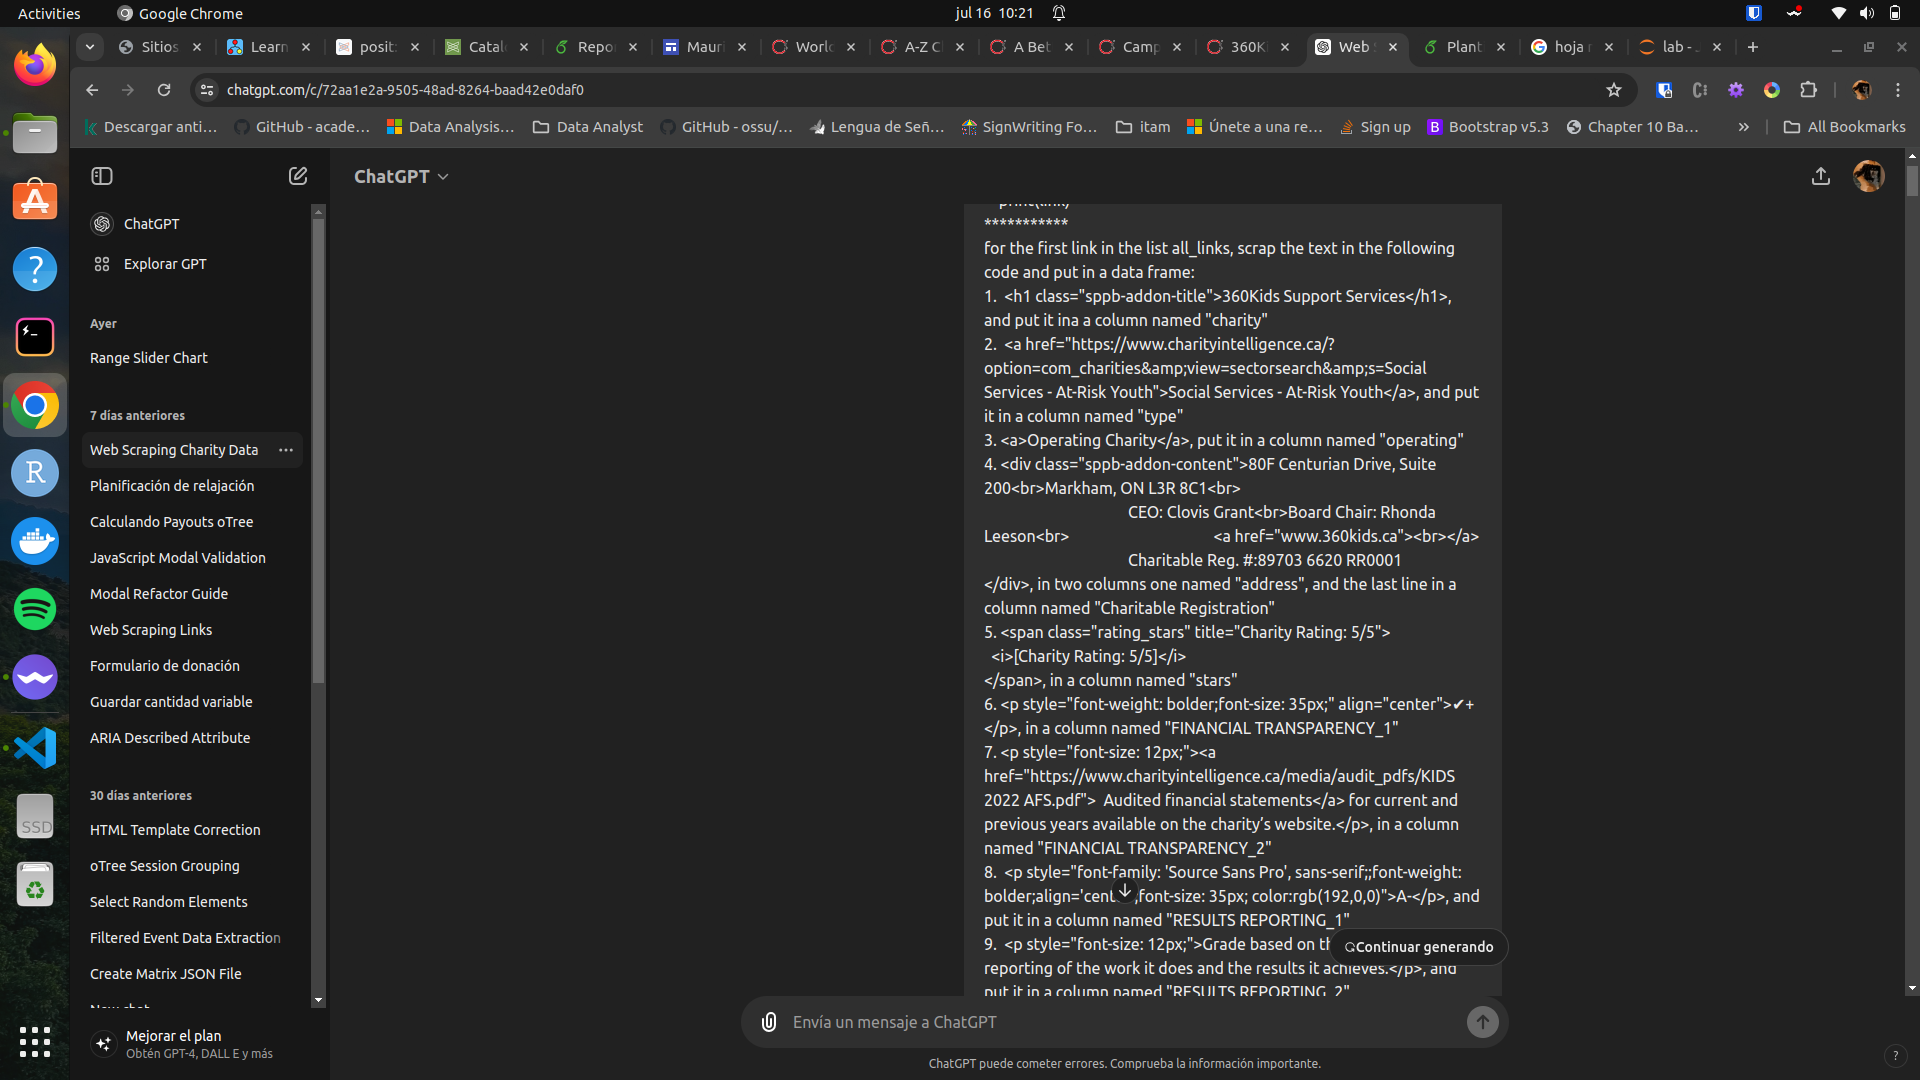 Activities
Google Chrome
jul 16 10:21
Sitios
Learn
posit
Catal
Repo
Mauri
World
A-Z C
A Bet
Camp
360Ki
Web
Plant
hoja
lab -
chatgpt.com/c/72aa1e2a-9505-48ad-8264-baad42e0daf0
Descargar anti...
GitHub - acade...
Data Analysis...
Data Analyst
GitHub - ossu/...
Lengua de Señ...
SignWriting Fo...
itam
Únete a una re...
Sign up
Bootstrap v5.3
Chapter 10 Ba...
All Bookmarks
ChatGPT
ChatGPT
Explorar GPT
Ayer
Range Slider Chart
7 días anteriores
Web Scraping Charity Data
Planificación de relajación
Calculando Payouts oTree
JavaScript Modal Validation
Modal Refactor Guide
Web Scraping Links
Formulario de donación
Guardar cantidad variable
ARIA Described Attribute
30 días anteriores
HTML Template Correction
oTree Session Grouping
Select Random Elements
Filtered Event Data Extraction
Create Matrix JSON File
New chat
Mejorar el plan
Obtén GPT-4, DALL E y más
print(link)
***********
for the first link in the list all_links, scrap the text in the following
code and put in a data frame:
1. <h1 class="sppb-addon-title">360Kids Support Services</h1>,
and put it ina a column named "charity"
2. <a href="https://www.charityintelligence.ca/?
option=com_charities&amp;view=sectorsearch&amp;s=Social
Services - At-Risk Youth">Social Services - At-Risk Youth</a>, and put
it in a column named "type"
3. <a>Operating Charity</a>, put it in a column named "operating"
4. <div class="sppb-addon-content">80F Centurian Drive, Suite
200<br>Markham, ON L3R 8C1<br>
CEO: Clovis Grant<br>Board Chair: Rhonda
Leeson<br> <a href="www.360kids.ca"><br></a>
Charitable Reg. #:89703 6620 RR0001
</div>, in two columns one named "address", and the last line in a
column named "Charitable Registration"
5. <span class="rating_stars" title="Charity Rating: 5/5">
<i>[Charity Rating: 5/5]</i>
</span>, in a column named "stars"
6. <p style="font-weight: bolder;font-size: 35px;" align="center">✔+
</p>, in a column named "FINANCIAL TRANSPARENCY_1"
7. <p style="font-size: 12px;"><a
href="https://www.charityintelligence.ca/media/audit_pdfs/KIDS
2022 AFS.pdf"> Audited financial statements</a> for current and
previous years available on the charity's website.</p>, in a column
named "FINANCIAL TRANSPARENCY_2"
8. <p style="font-family: 'Source Sans Pro', sans-serif;;font-weight:
bolder;align='cent ;font-size: 35px; color:rgb(192,0,0)">A-</p>, and
put it in a column named "RESULTS REPORTING_1"
9. <p style="font-size: 12px;">Grade based on th
reporting of the work it does and the results it achieves.</p>, and
put it in a column named "RESULTS REPORTING_2"
Continuar generando
Envía un mensaje a ChatGPT
ChatGPT puede cometer errores. Comprueba la información importante.
?
SSD